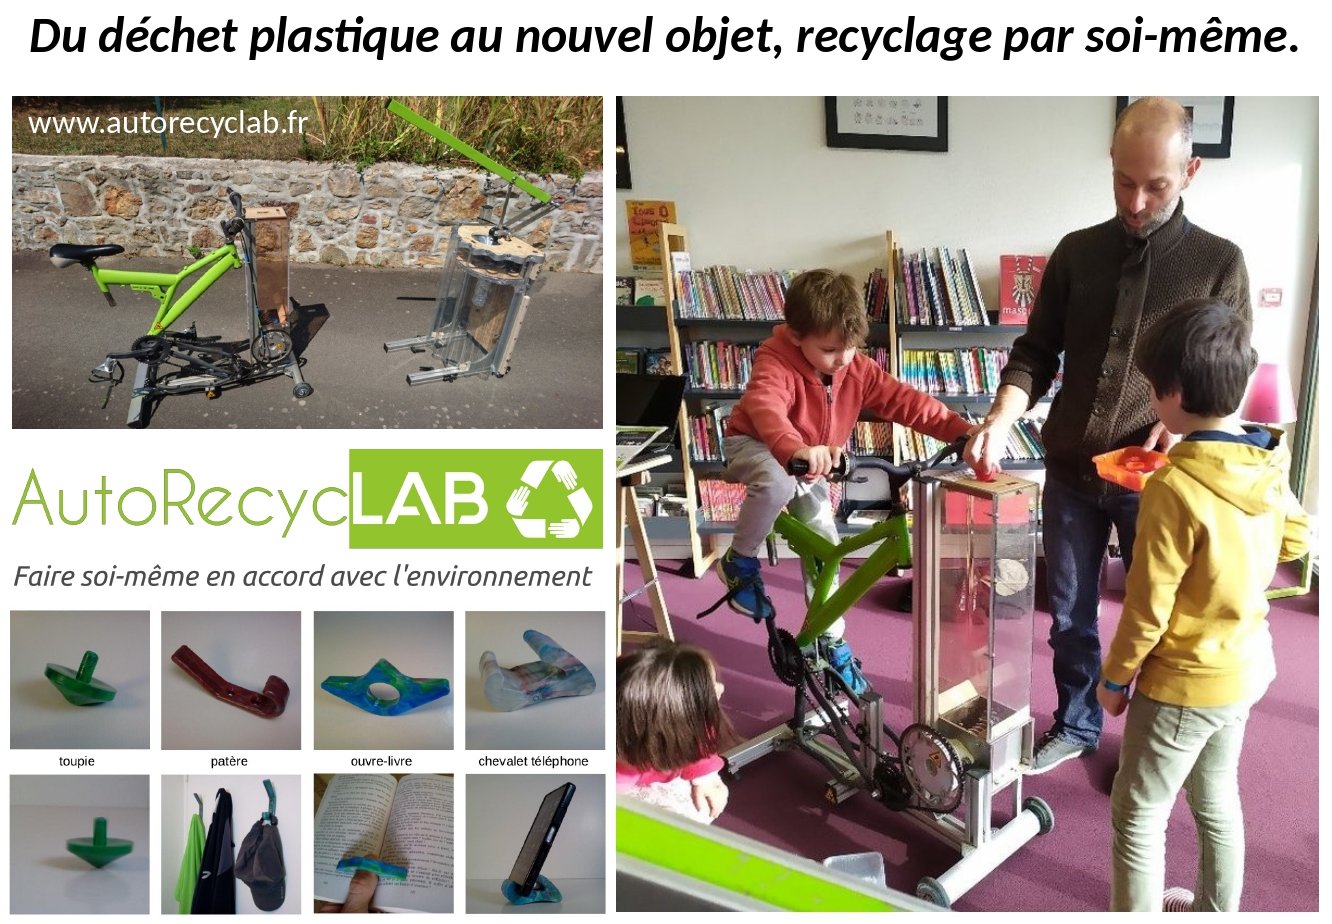 Du déchet plastique au nouvel objet, recyclage par soi-même.
www.autorecyclab.fr
AutoRecycLAB
Faire soi-même en accord avec l'environnement
toupie
patère
ouvre-livre
chevalet téléphone